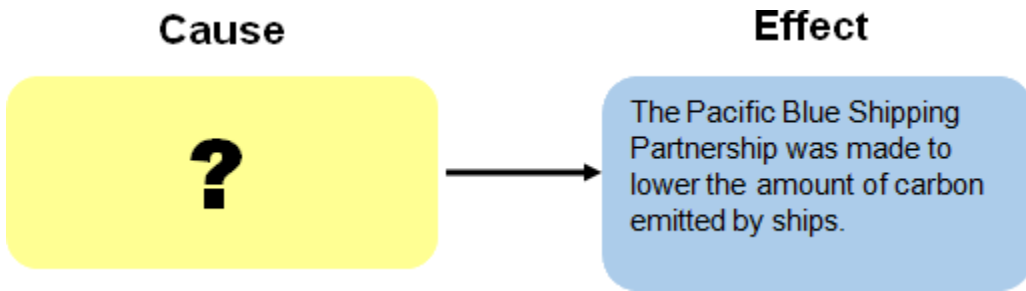 Cause
Effect
?
The Pacific Blue Shipping
Partnership was made to
lower the amount of carbon
emitted by ships.